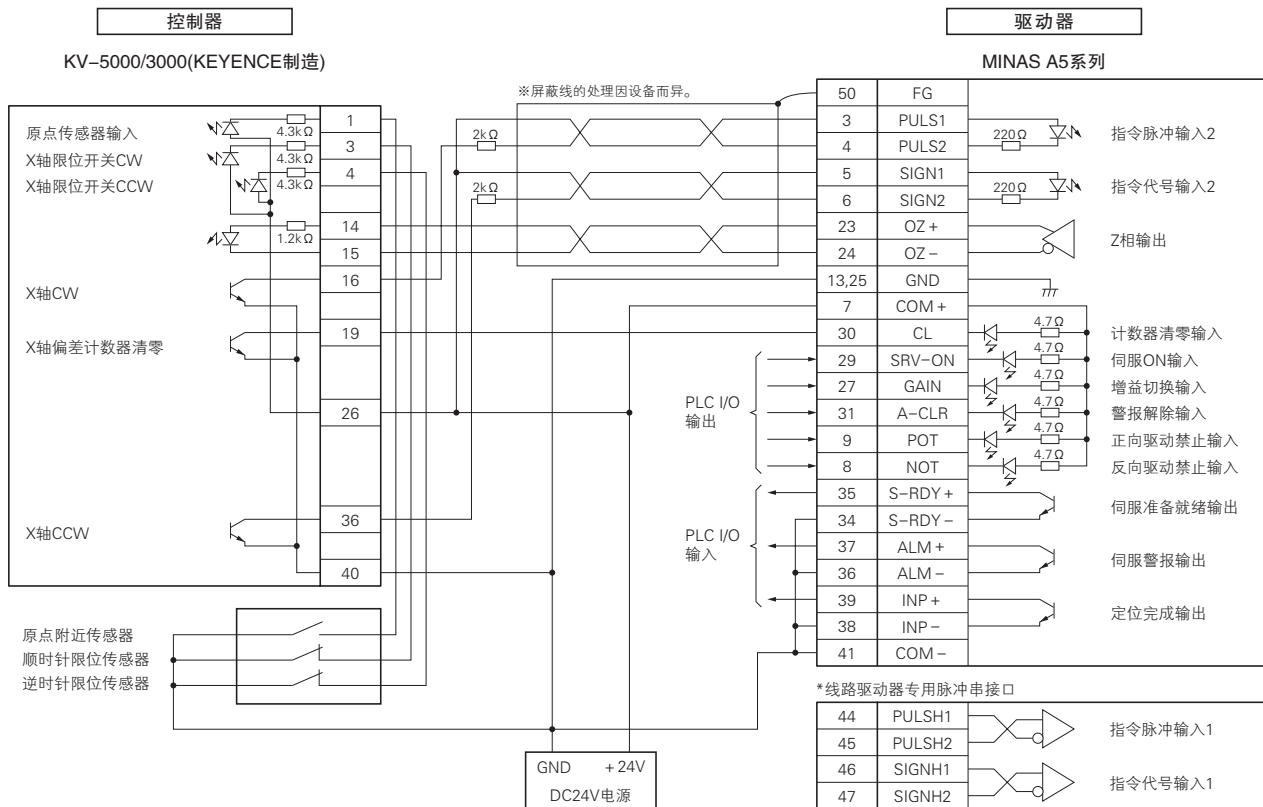 控制器
驱动器
KV-5000/3000(KEYENCE制造)
MINAS A5系列
※屏蔽线的处理因设备而异。
原点传感器输入
X轴限位开关CW
X轴限位开关CCW
X轴CW
X轴偏差计数器清零
X轴CCW
4.3kΩ
4.3kΩ
4.3kΩ
1.2kΩ
1
3
4
14
15
16
19
26
36
40
2kΩ
2kΩ
PLC I/O
输出
PLC I/O
输入
50 FG
3 PULS1
4 PULS2 220Ω 指令脉冲输入2
5 SIGN1
6 SIGN2 220Ω 指令代号输入2
23 OZ+
24 OZ- Z相输出
13,25 GND
7 COM+
30 CL 4.7Ω 计数器清零输入
29 SRV-ON 4.7Ω 伺服ON输入
27 GAIN 4.7Ω 增益切换输入
31 A-CLR 4.7Ω 警报解除输入
9 POT 4.7Ω 正向驱动禁止输入
8 NOT 4.7Ω 反向驱动禁止输入
35 S-RDY+
34 S-RDY- 伺服准备就绪输出
37 ALM+
36 ALM- 伺服警报输出
39 INP+
38 INP- 定位完成输出
41 COM-
原点附近传感器
顺时针限位传感器
逆时针限位传感器
GND +24V
DC24V电源
*线路驱动器专用脉冲串接口
44 PULSH1
45 PULSH2 指令脉冲输入1
46 SIGNH1
47 SIGNH2 指令代号输入1